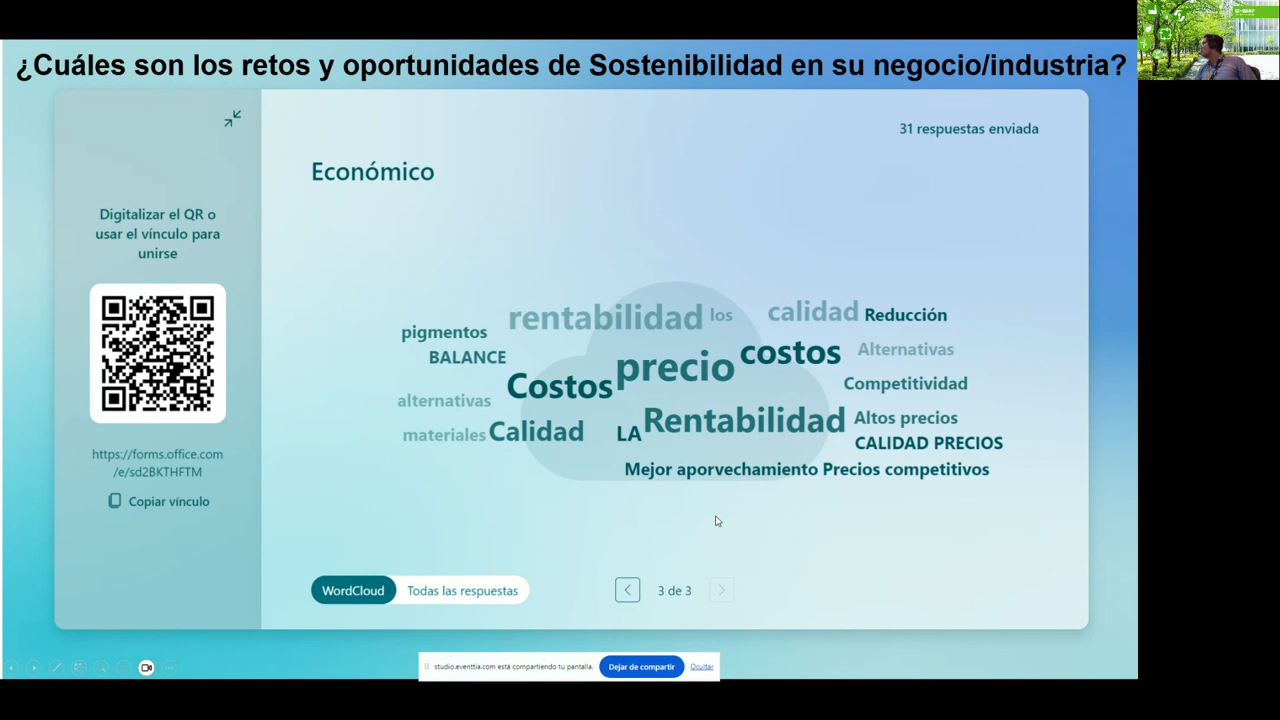 ¿Cuáles son los retos y oportunidades de Sostenibilidad en su negocio/industria?
31 respuestas enviada
Económico
Digitalizar el QR o
usar el vínculo para
unirse
https://forms.office.com
/e/sd2BKTHFTM
Copiar vínculo
rentabilidad los calidad Reducción
pigmentos
BALANCE
precio costos Alternativas
Costos
Competitividad
alternativas
Rentabilidad Altos precios
materiales Calidad LA
CALIDAD PRECIOS
Mejor aporvechamiento Precios competitivos
WordCloud Todas las respuestas
3 de 3
studio.eventtia.com está compartiendo tu pantalla.
Dejar de compartir
Ocultar